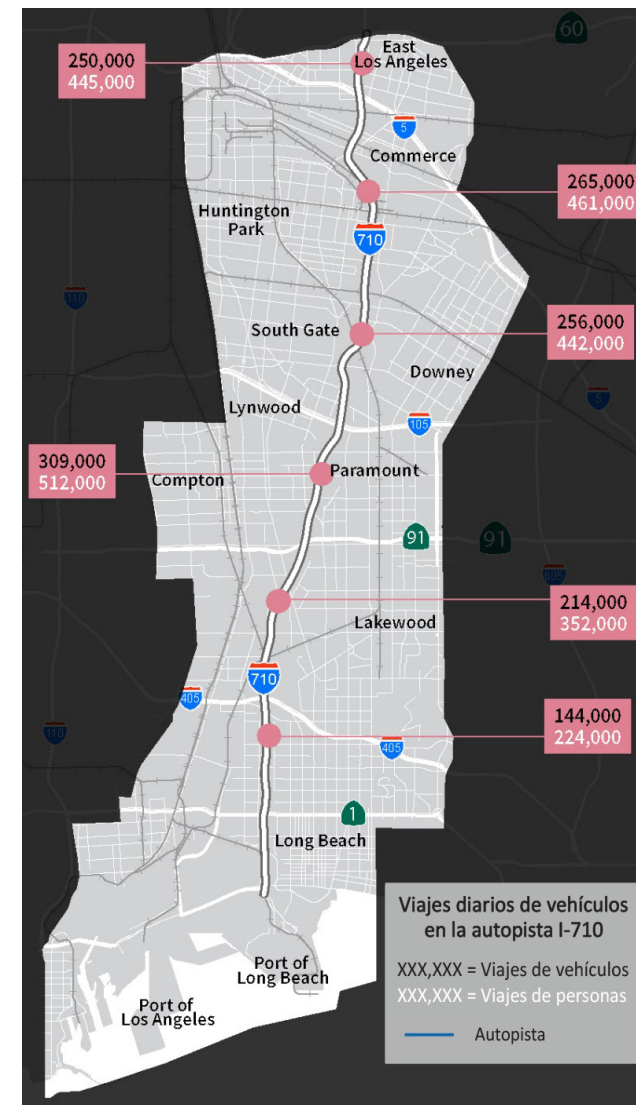 60
East
Los Angeles
250,000
445,000
5
Commerce
265,000
461,000
Huntington
Park
710
110
256,000
442,000
South Gate
Downey
5
Lynwood
105
309,000
512,000
Paramount
Compton
91
91
605
214,000
352,000
Lakewood
710
405
144,000
224,000
110
405
1
Long Beach
Viajes diarios de vehículos
en la autopista I-710
XXX,XXX = Viajes de vehículos
XXX,XXX = Viajes de personas
Autopista
Port of
Long Beach
Port of
Los Angeles